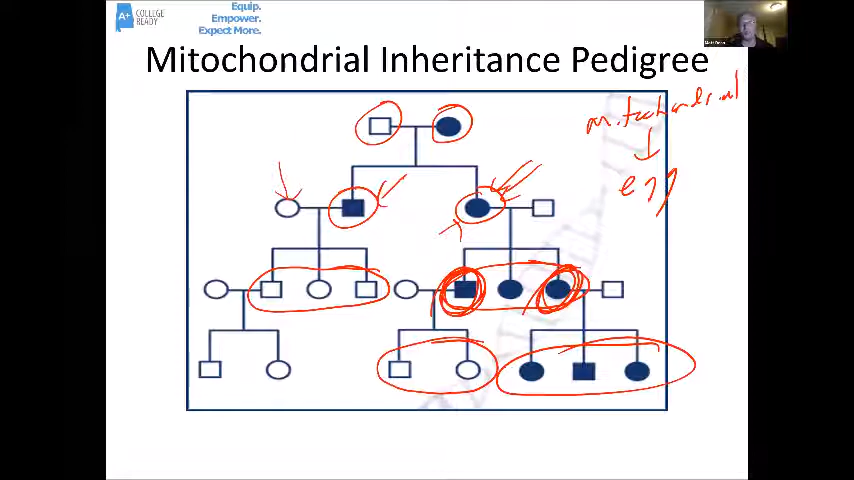 A+ COLLEGE
READY
Equip.
Empower.
Expect More.
Mitochondrial Inheritance Pedigree
mitochondrial
egg